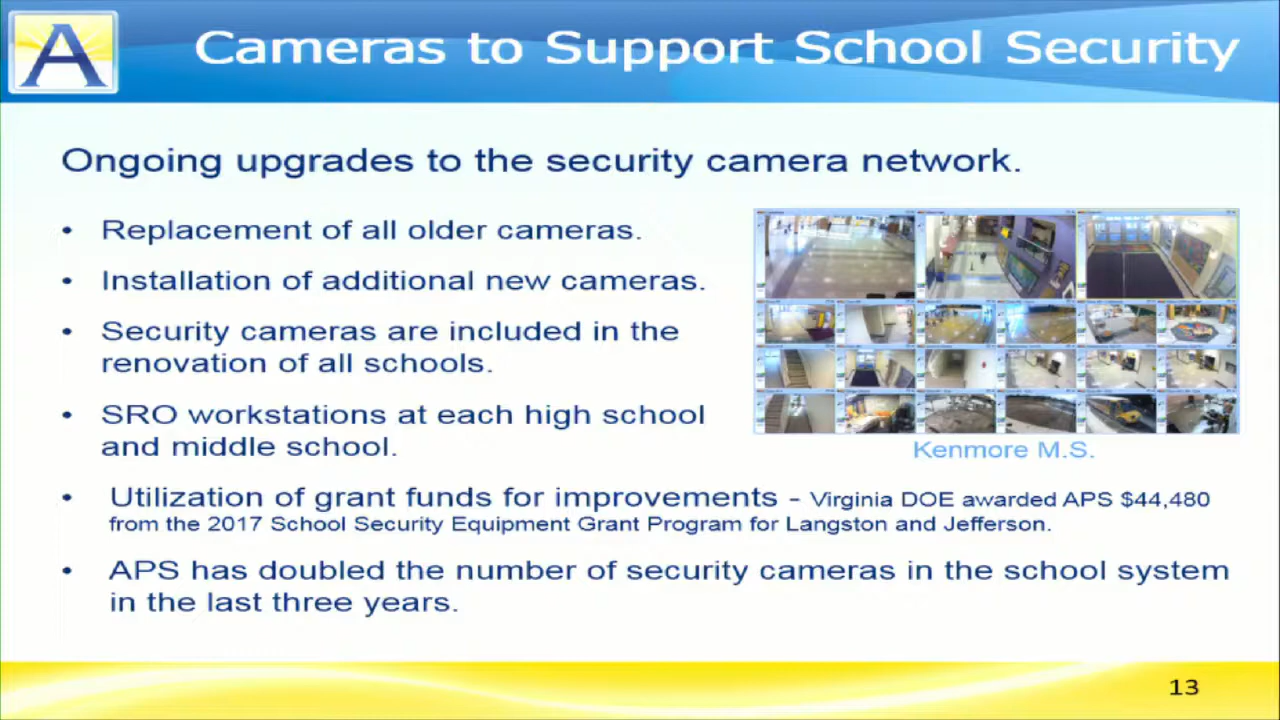 A
Cameras to Support School Security
Ongoing upgrades to the security camera network.
• Replacement of all older cameras.
• Installation of additional new cameras.
• Security cameras are included in the
renovation of all schools.
• SRO workstations at each high school
and middle school.
Kenmore M.S.
• Utilization of grant funds for improvements - Virginia DOE awarded APS $44,480
from the 2017 School Security Equipment Grant Program for Langston and Jefferson.
• APS has doubled the number of security cameras in the school system
in the last three years.
13